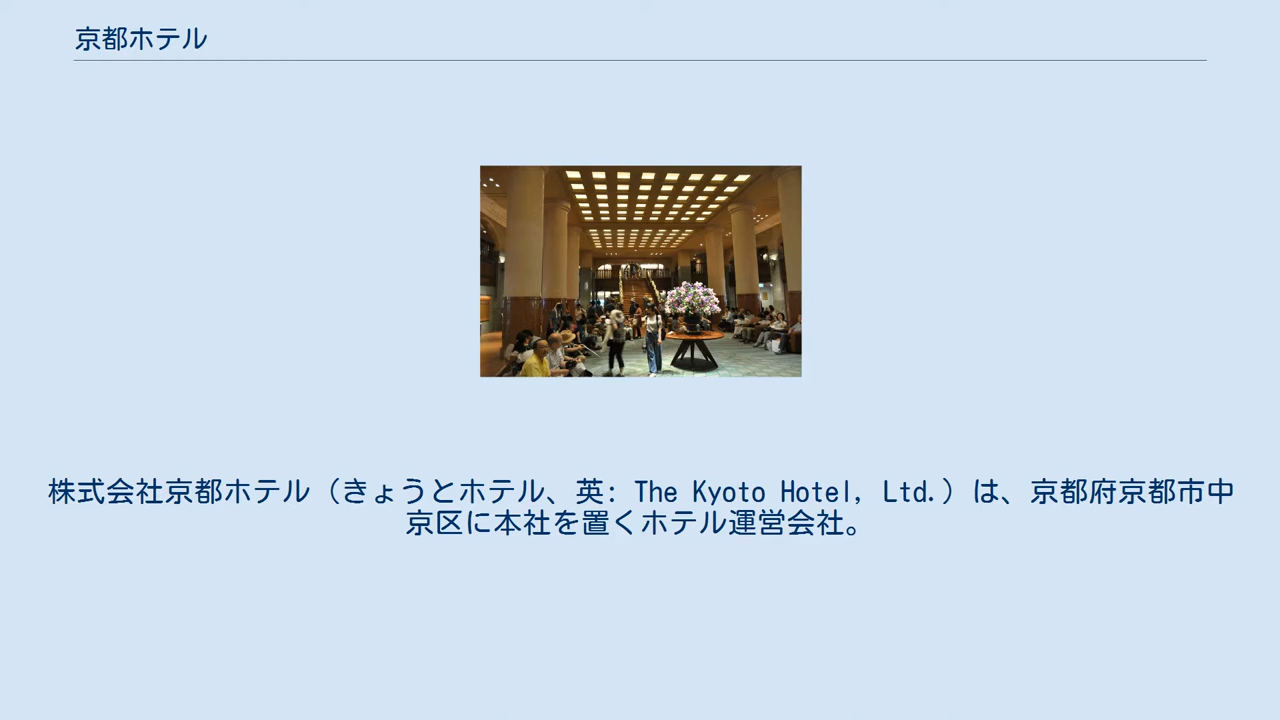 京都ホテル
株式会社京都ホテル（きょうとホテル、英: The Kyoto Hotel, Ltd.）は、京都府京都市中
京区に本社を置くホテル運営会社。